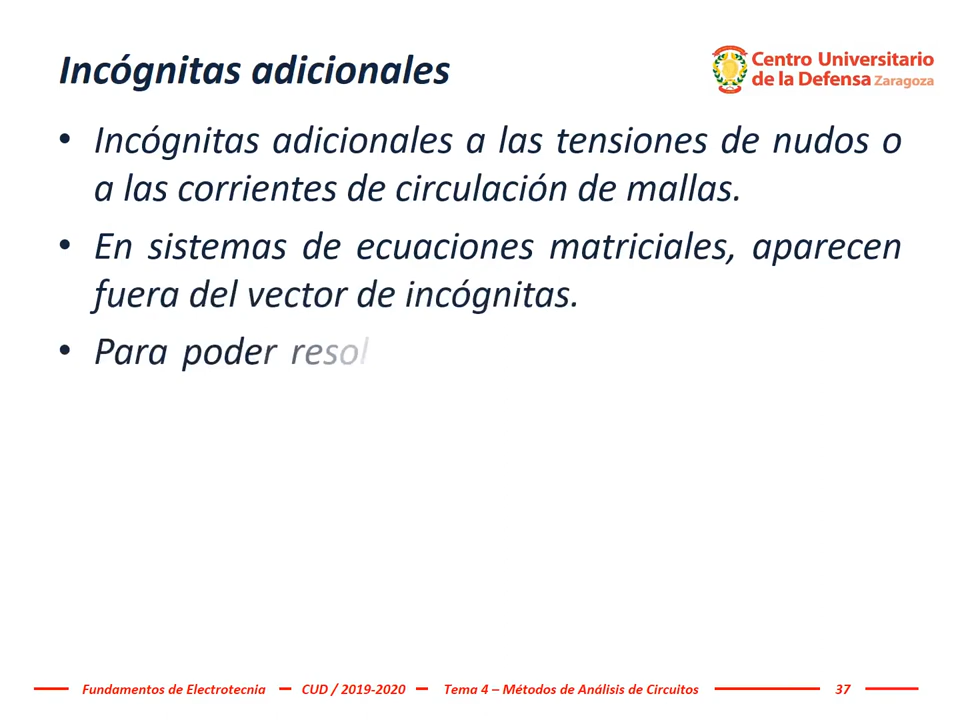 Incógnitas adicionales
Centro Universitario
de la Defensa Zaragoza
• Incógnitas adicionales a las tensiones de nudos o
a las corrientes de circulación de mallas.
• En sistemas de ecuaciones matriciales, aparecen
fuera del vector de incógnitas.
• Para poder resol
Fundamentos de Electrotecnia CUD / 2019-2020 Tema 4 – Métodos de Análisis de Circuitos 37